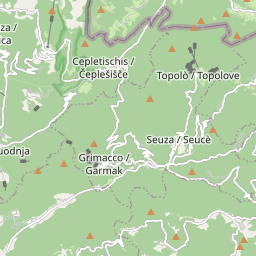 Cepletischis /
Čeplešišče
Topolò / Topolove
Seuza / Seucè
Grimacco /
Garmak